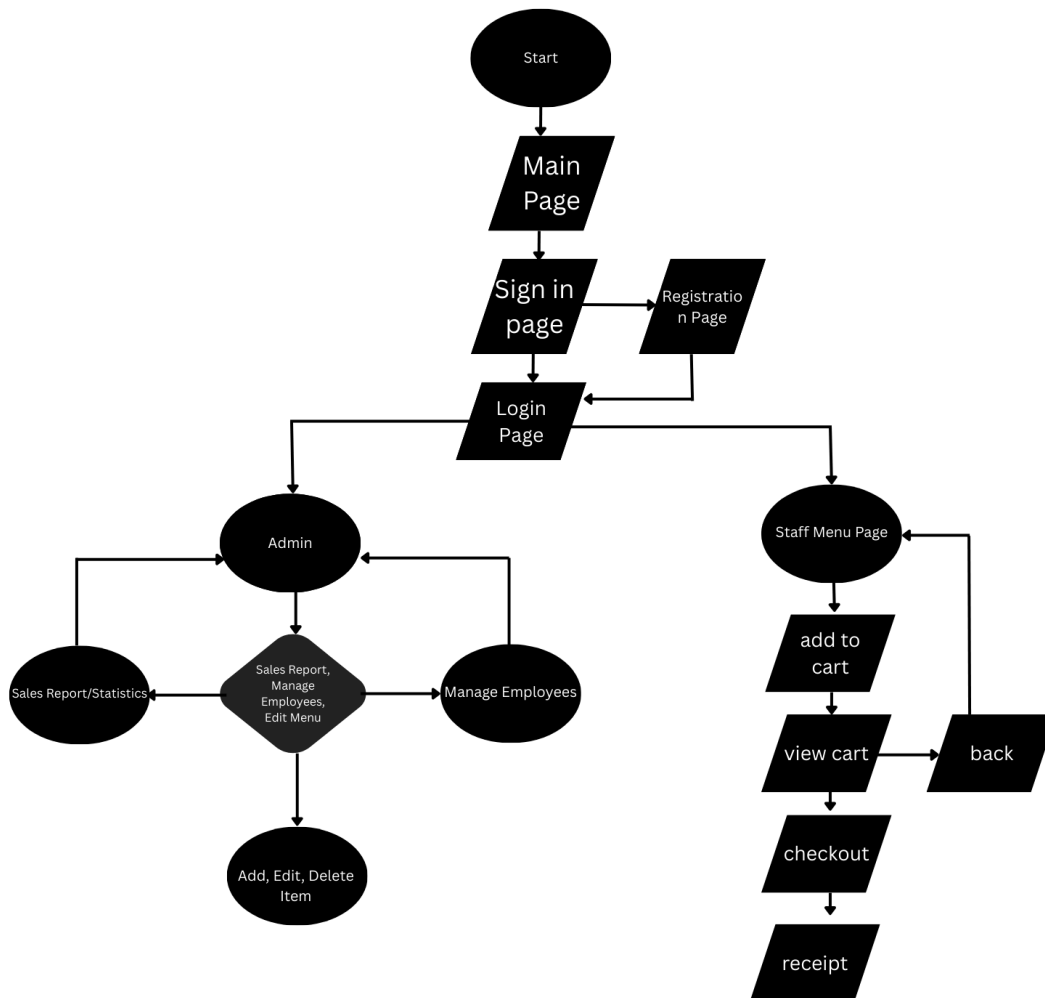 Start
Main
Page
Sign in
page
Registratio
n Page
Login
Page
Admin
Staff Menu Page
Sales Report,
Manage
Employees,
Edit Menu
Sales Report/Statistics
Manage Employees
add to
cart
view cart
back
checkout
Add, Edit, Delete
Item
receipt